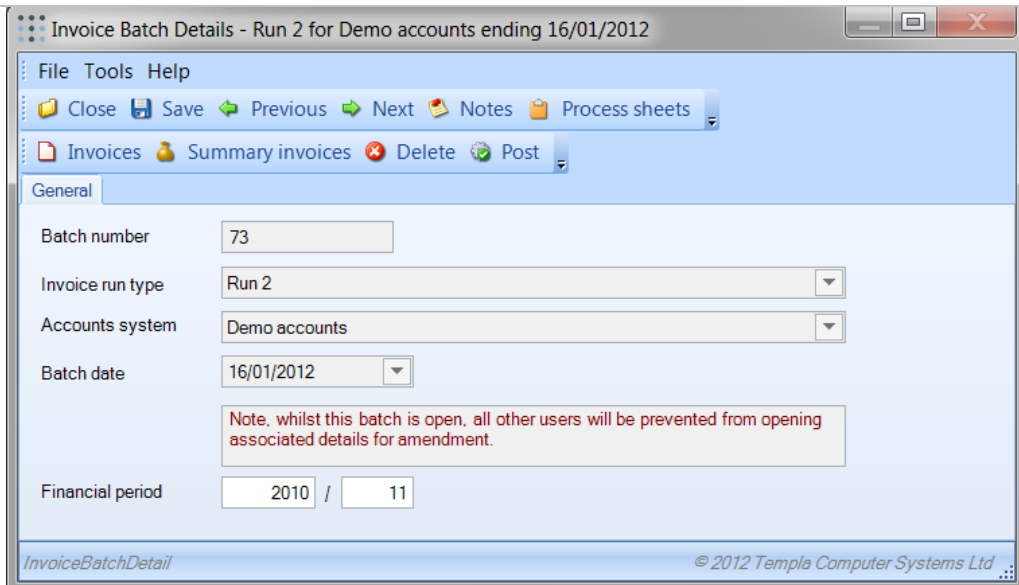 Invoice Batch Details - Run 2 for Demo accounts ending 16/01/2012
File Tools Help
Close Save Previous Next Notes Process sheets
Invoices Summary invoices Delete Post
General
Batch number 73
Invoice run type Run 2
Accounts system Demo accounts
Batch date 16/01/2012
Note, whilst this batch is open, all other users will be prevented from opening
associated details for amendment.
Financial period 2010 / 11
InvoiceBatchDetail © 2012 Templa Computer Systems Ltd